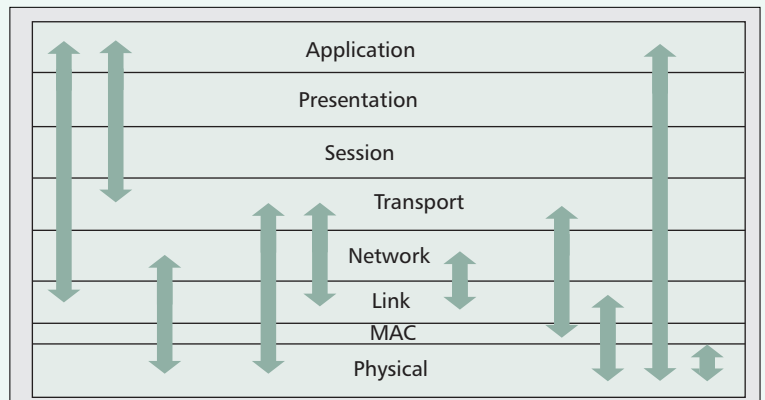 Application
Presentation
Session
Transport
Network
Link
MAC
Physical